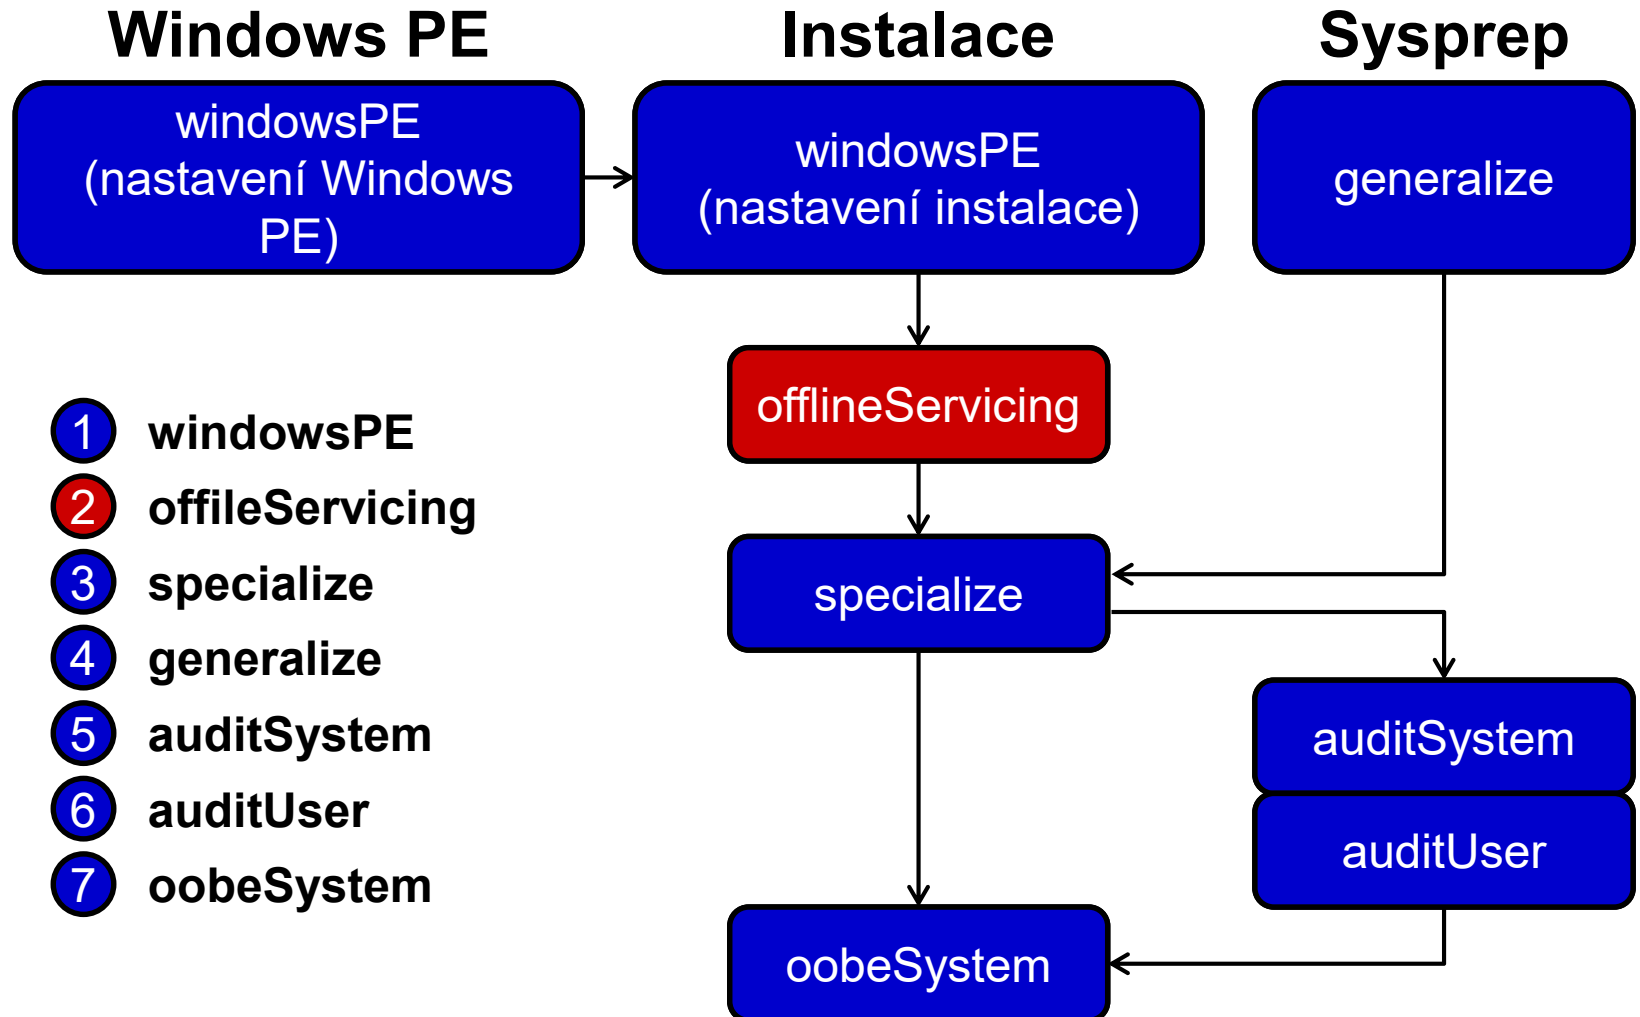 Windows PE
Instalace
Sysprep
windowsPE
(nastavení Windows
PE)
windowsPE
(nastavení instalace)
generalize
offlineServicing
1 windowsPE
2 offileServicing
3 specialize
4 generalize
5 auditSystem
6 auditUser
7 oobeSystem
specialize
auditSystem
auditUser
oobeSystem